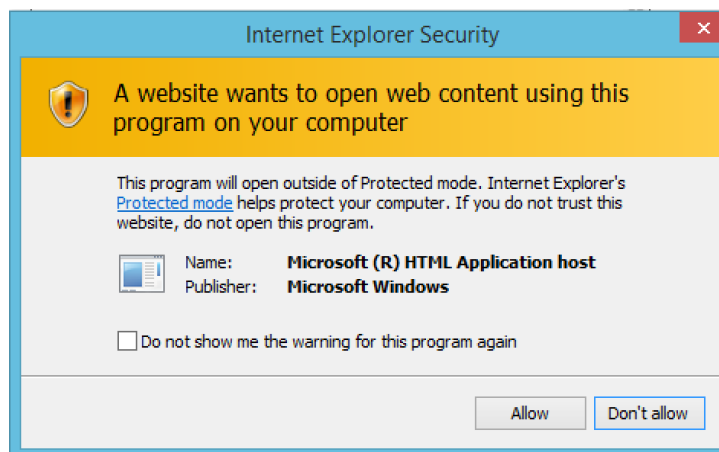 Internet Explorer Security
A website wants to open web content using this
program on your computer
This program will open outside of Protected mode. Internet Explorer's
Protected mode helps protect your computer. If you do not trust this
website, do not open this program.
Name: Microsoft (R) HTML Application host
Publisher: Microsoft Windows
Do not show me the warning for this program again
Allow Don't allow